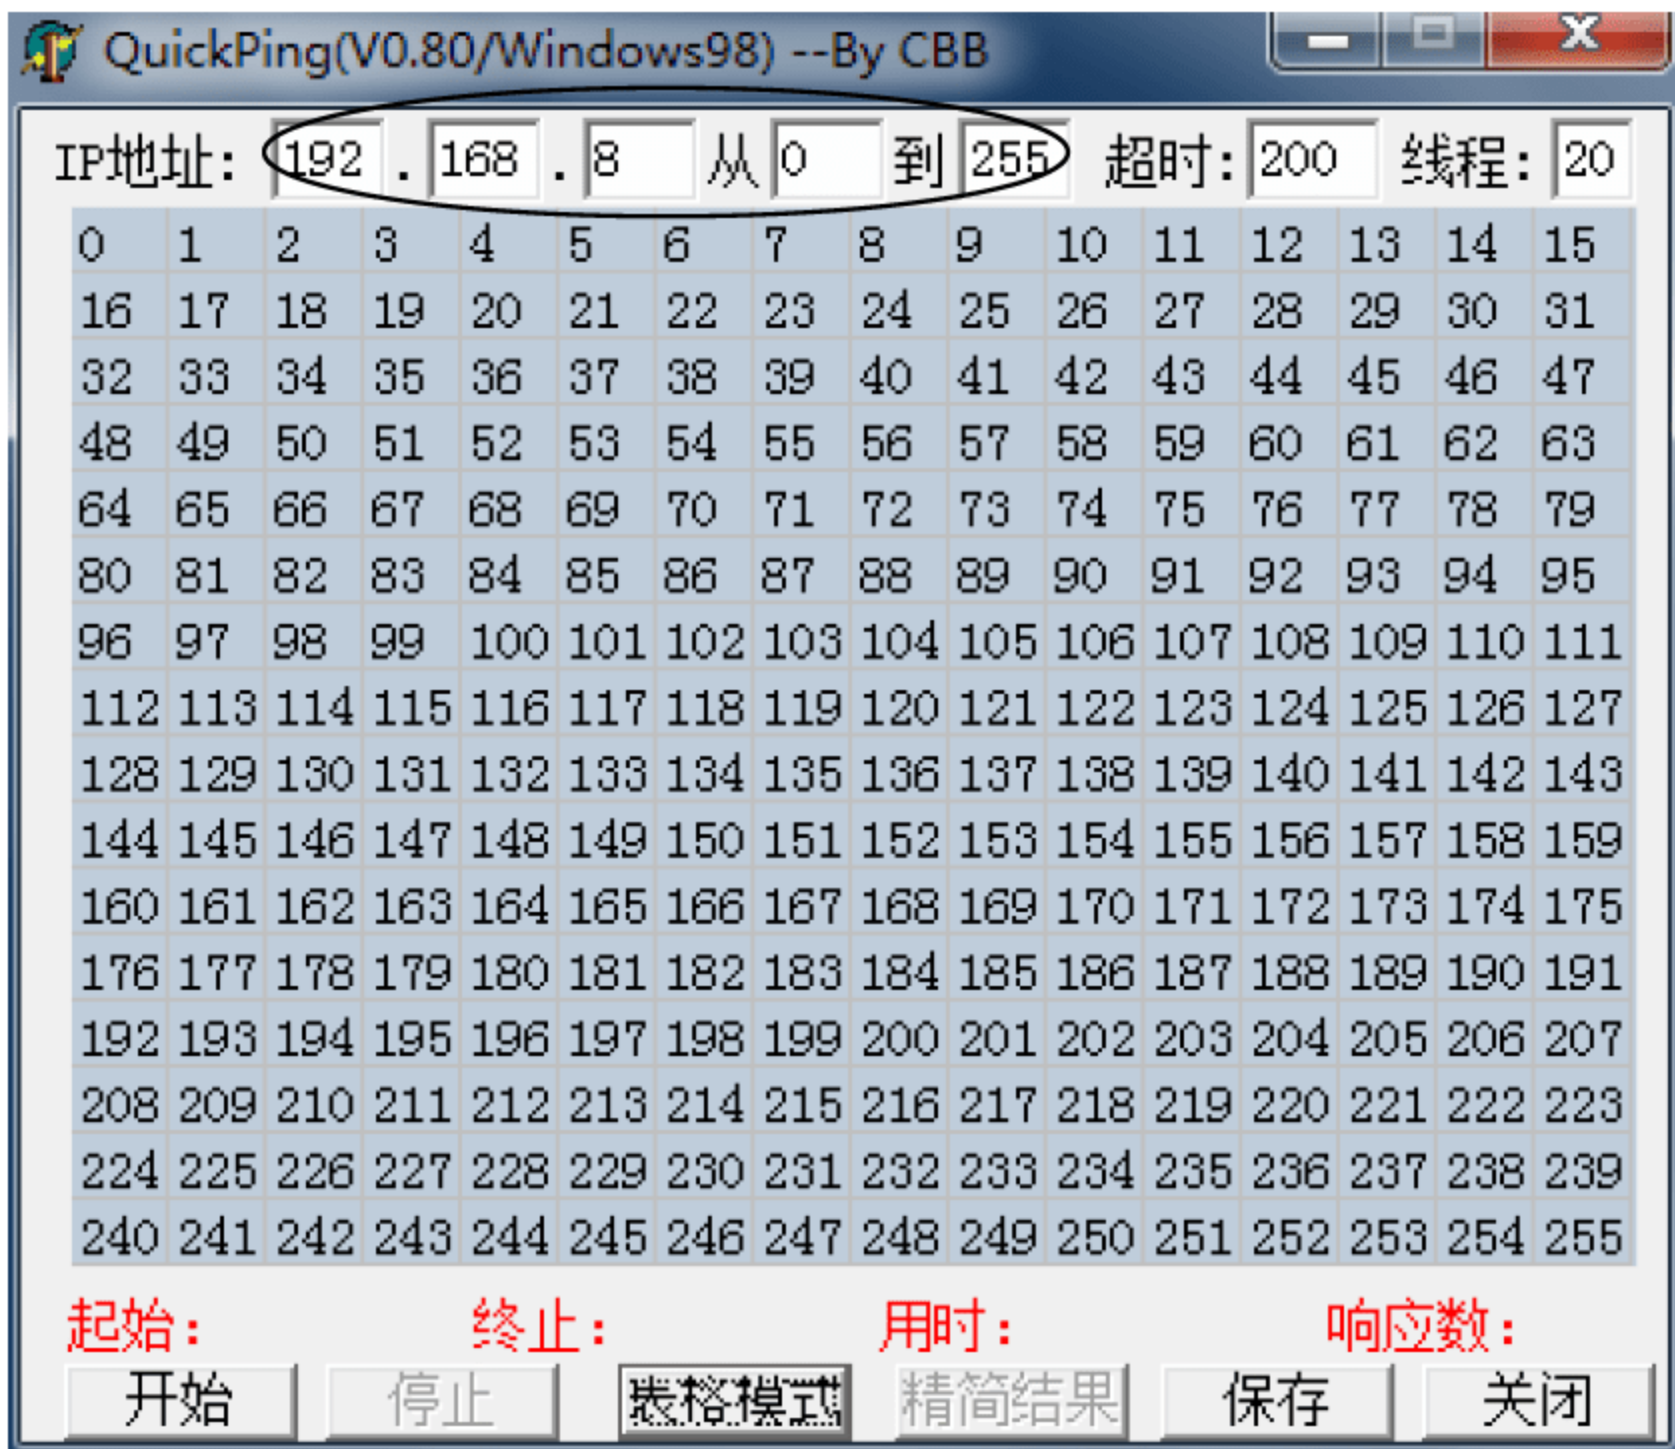 QuickPing(V0.80/Windows98) --By CBB
IP地址: 192 . 168 . 8 从 0 到 255 超时: 200 线程: 20
0 1 2 3 4 5 6 7 8 9 10 11 12 13 14 15
16 17 18 19 20 21 22 23 24 25 26 27 28 29 30 31
32 33 34 35 36 37 38 39 40 41 42 43 44 45 46 47
48 49 50 51 52 53 54 55 56 57 58 59 60 61 62 63
64 65 66 67 68 69 70 71 72 73 74 75 76 77 78 79
80 81 82 83 84 85 86 87 88 89 90 91 92 93 94 95
96 97 98 99 100 101 102 103 104 105 106 107 108 109 110 111
112 113 114 115 116 117 118 119 120 121 122 123 124 125 126 127
128 129 130 131 132 133 134 135 136 137 138 139 140 141 142 143
144 145 146 147 148 149 150 151 152 153 154 155 156 157 158 159
160 161 162 163 164 165 166 167 168 169 170 171 172 173 174 175
176 177 178 179 180 181 182 183 184 185 186 187 188 189 190 191
192 193 194 195 196 197 198 199 200 201 202 203 204 205 206 207
208 209 210 211 212 213 214 215 216 217 218 219 220 221 222 223
224 225 226 227 228 229 230 231 232 233 234 235 236 237 238 239
240 241 242 243 244 245 246 247 248 249 250 251 252 253 254 255
起始: 终止: 用时: 响应数:
开始 停止 表格模式 精简结果 保存 关闭